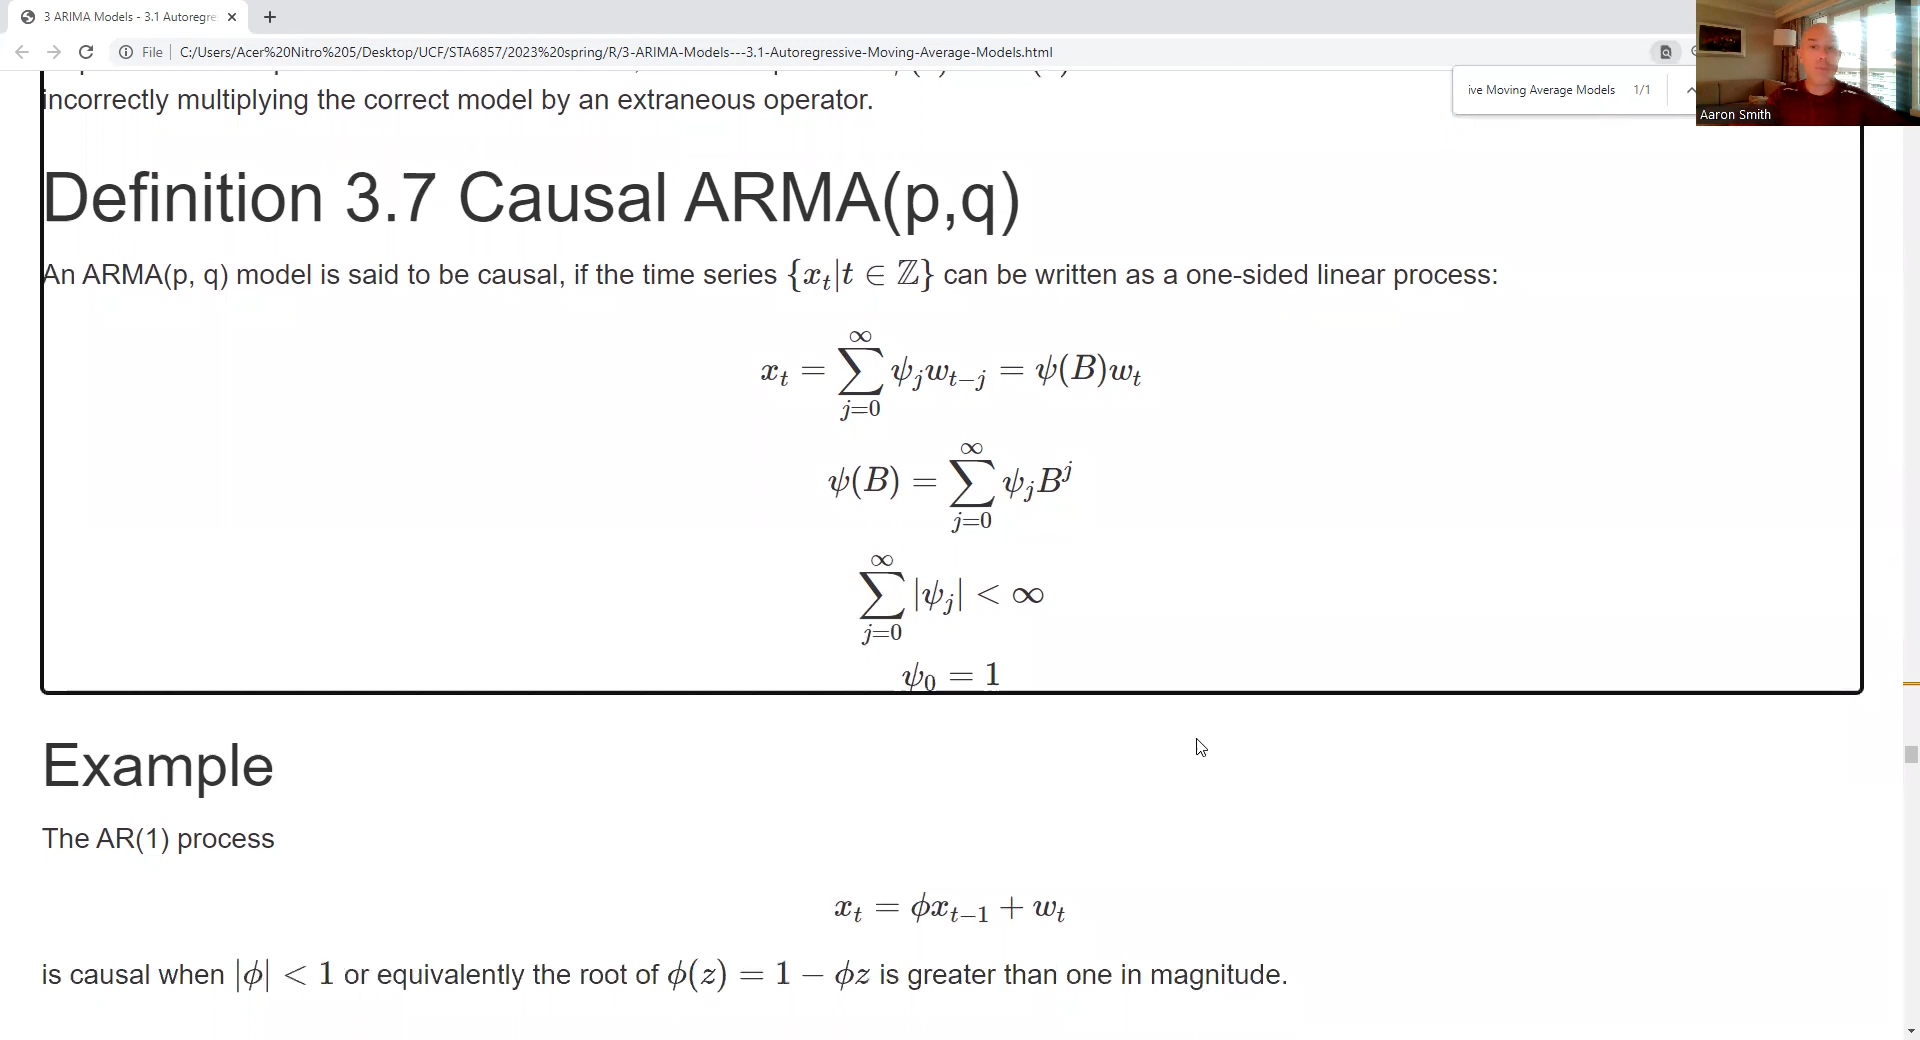 3 ARIMA Models - 3.1 Autoregre
File C:/Users/Acer%20Nitro%205/Desktop/UCF/STA6857/2023%20spring/R/3-ARIMA-Models---3.1-Autoregressive-Moving-Average-Models.html
ive Moving Average Models 1/1
Aaron Smith
incorrectly multiplying the correct model by an extraneous operator.
Definition 3.7 Causal ARMA(p,q)
An ARMA(p, q) model is said to be causal, if the time series {x_t|t ∈ ℤ} can be written as a one-sided linear process:
x_t = ∑_{j=0}^{∞} ψ_j w_{t−j} = ψ(B)w_t
ψ(B) = ∑_{j=0}^{∞} ψ_j B^j
∑_{j=0}^{∞} |ψ_j| < ∞
ψ_0 = 1
Example
The AR(1) process
x_t = ϕx_{t−1} + w_t
is causal when |ϕ| < 1 or equivalently the root of ϕ(z) = 1 − ϕz is greater than one in magnitude.